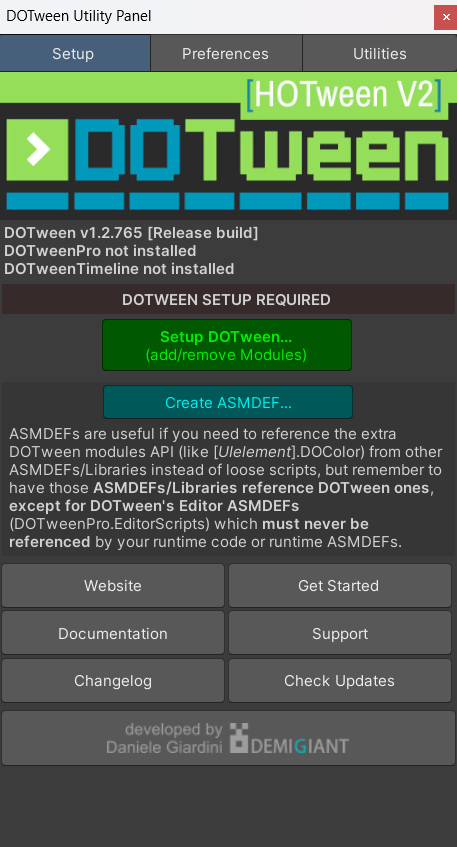 DOTween Utility Panel
Setup
Preferences
Utilities
[HOTween V2]
DOTween
DOTween v1.2.765 [Release build]
DOTweenPro not installed
DOTweenTimeline not installed
DOTWEEN SETUP REQUIRED
Setup DOTween...
(add/remove Modules)
Create ASMDEF...
ASMDEFs are useful if you need to reference the extra
DOTween modules API (like [UIelement].DOColor) from other
ASMDEFs/Libraries instead of loose scripts, but remember to
have those ASMDEFs/Libraries reference DOTween ones,
except for DOTween's Editor ASMDEFs
(DOTweenPro.EditorScripts) which must never be
referenced by your runtime code or runtime ASMDEFs.
Website
Get Started
Documentation
Support
Changelog
Check Updates
developed by
Daniele Giardini
DEMIGIANT